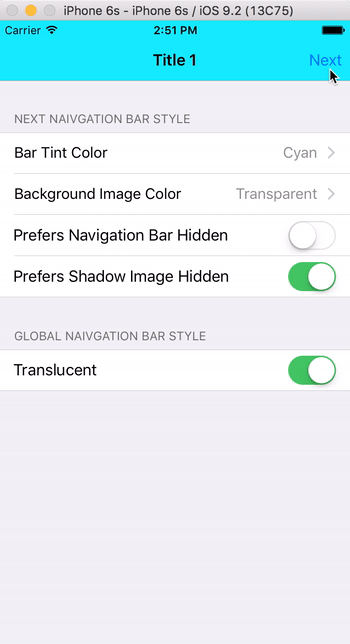 iPhone 6s - iPhone 6s / iOS 9.2 (13C75)
Carrier 2:51 PM
Title 1 Next
NEXT NAIVGATION BAR STYLE
Bar Tint Color Cyan
Background Image Color Transparent
Prefers Navigation Bar Hidden
Prefers Shadow Image Hidden
GLOBAL NAIVGATION BAR STYLE
Translucent